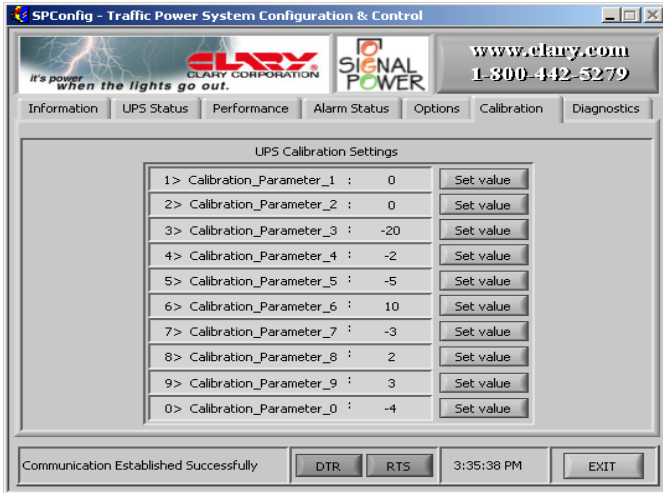 SPConfig - Traffic Power System Configuration & Control
it's power
when the lights go out.
CLARY®
CLARY CORPORATION
SIGNAL
POWER
www.clary.com
1-800-442-5279
Information UPS Status Performance Alarm Status Options Calibration Diagnostics
UPS Calibration Settings
1> Calibration_Parameter_1 : 0 Set value
2> Calibration_Parameter_2 : 0 Set value
3> Calibration_Parameter_3 : -20 Set value
4> Calibration_Parameter_4 : -2 Set value
5> Calibration_Parameter_5 : -5 Set value
6> Calibration_Parameter_6 : 10 Set value
7> Calibration_Parameter_7 : -3 Set value
8> Calibration_Parameter_8 : 2 Set value
9> Calibration_Parameter_9 : 3 Set value
0> Calibration_Parameter_0 : -4 Set value
Communication Established Successfully DTR RTS 3:35:38 PM EXIT